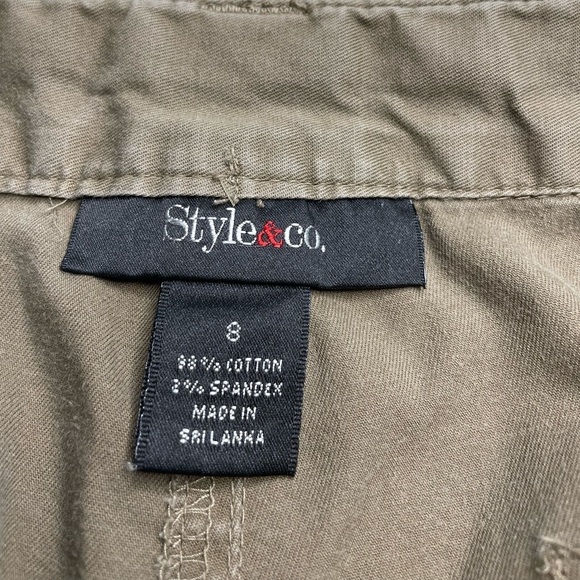 Style&co.
8
98% COTTON
2% SPANDEX
MADE IN
SRI LANKA